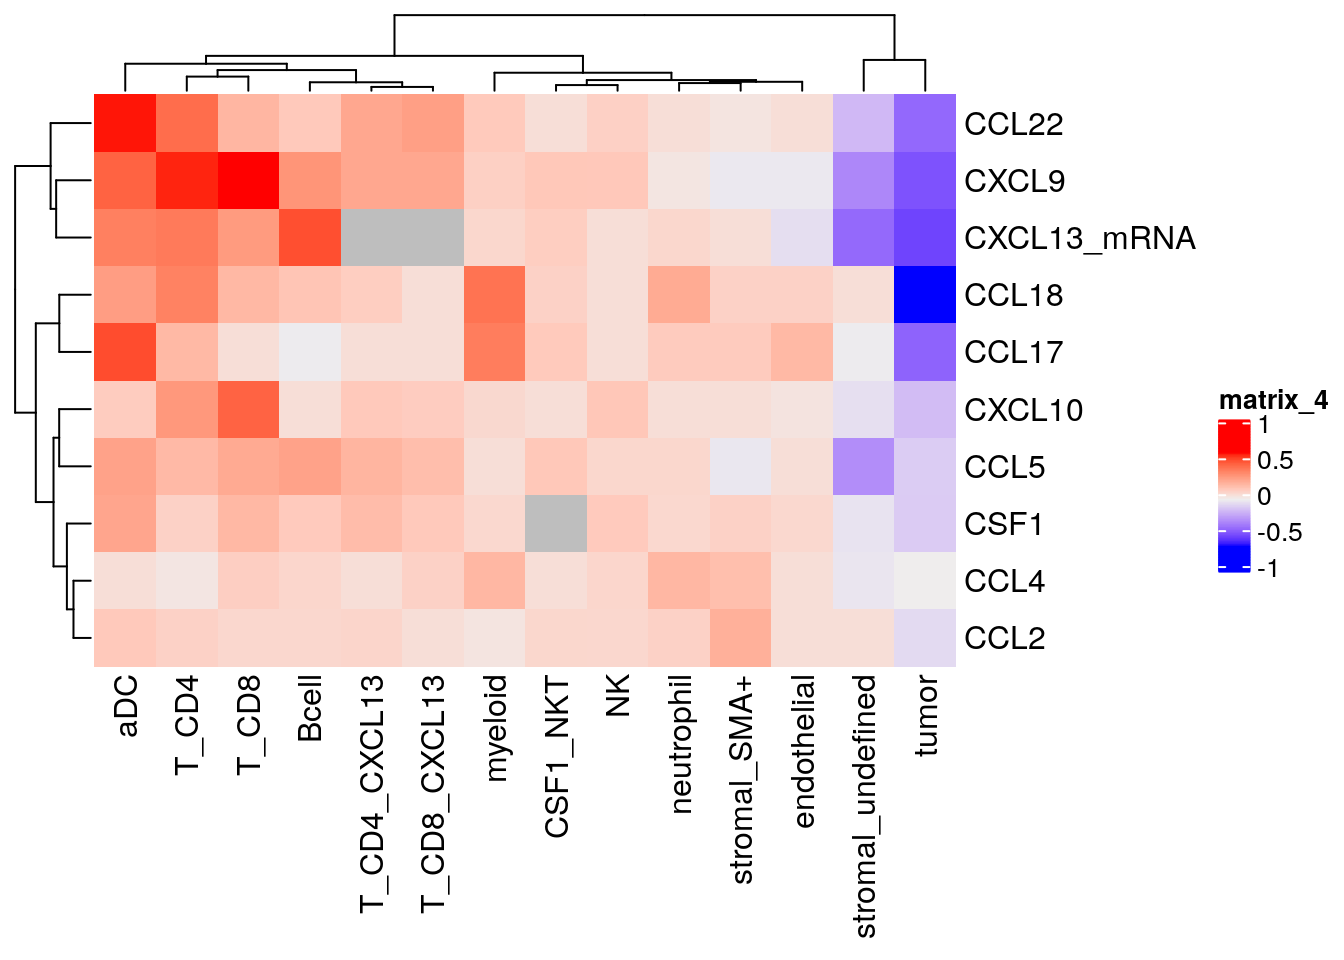 CCL22
CXCL9
CXCL13_mRNA
CCL18
CCL17
CXCL10
CCL5
CSF1
CCL4
CCL2
matrix_4
1
0.5
0
-0.5
-1
aDC
T_CD4
T_CD8
Bcell
T_CD4_CXCL13
T_CD8_CXCL13
myeloid
CSF1_NKT
NK
neutrophil
stromal_SMA+
endothelial
stromal_undefined
tumor